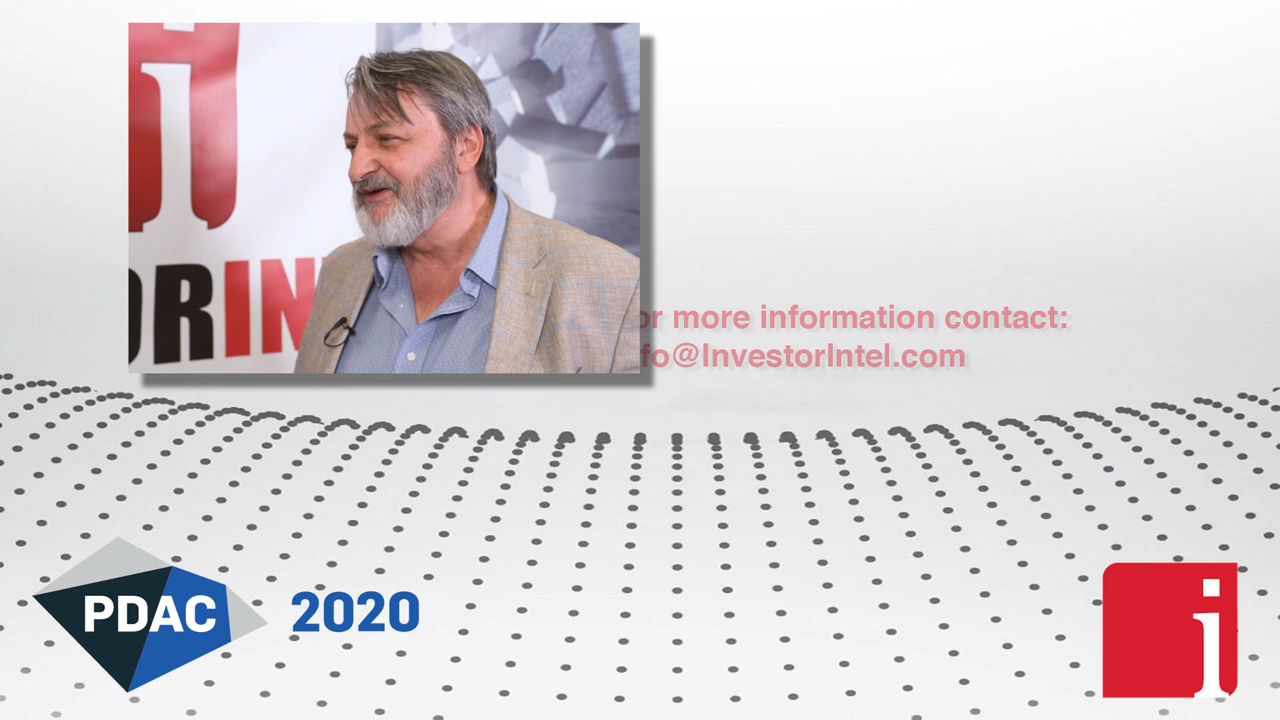 i
ORIN
or more information contact:
fo@InvestorIntel.com
PDAC 2020
i